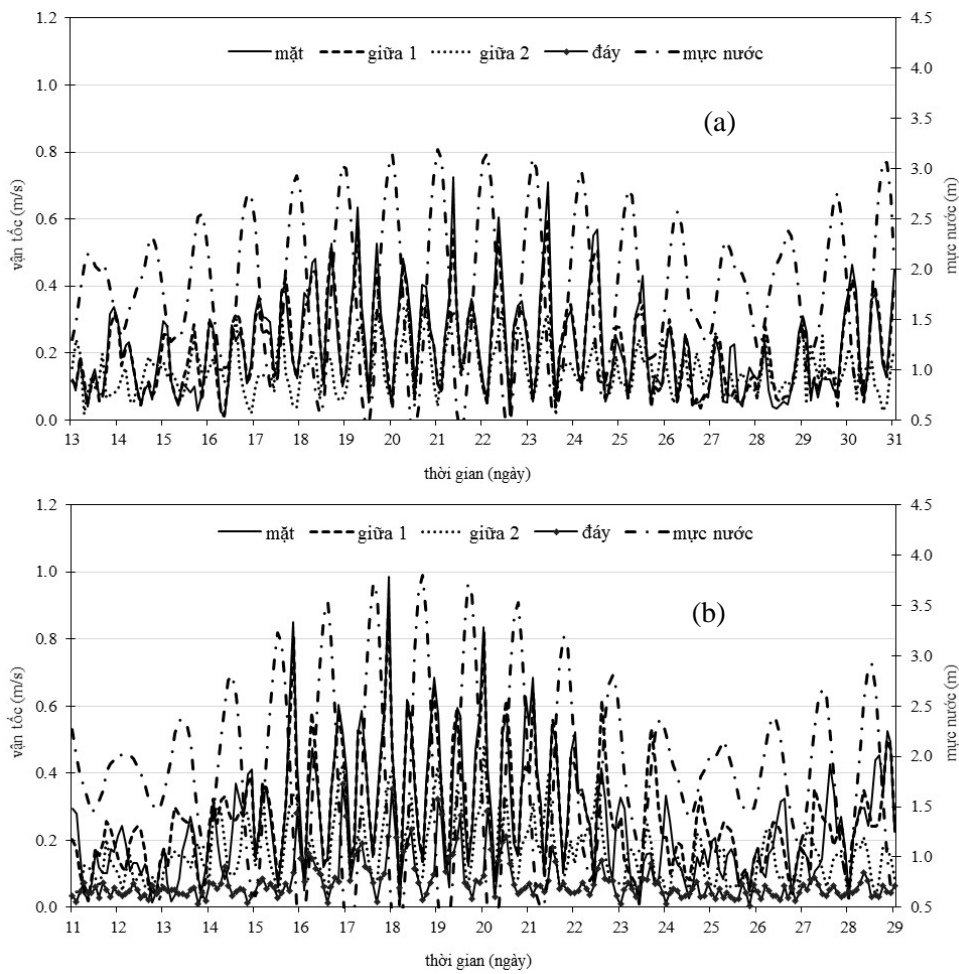 1.2
4.5
mặt giữa 1 giữa 2 đáy mực nước
4.0
1.0
3.5
(a)
0.8
3.0
0.6
2.5
vận tốc (m/s)
mực nước (m)
2.0
0.4
1.5
0.2
1.0
0.0
0.5
13 14 15 16 17 18 19 20 21 22 23 24 25 26 27 28 29 30 31
thời gian (ngày)
1.2
4.5
mặt giữa 1 giữa 2 đáy mực nước
4.0
1.0
3.5
(b)
0.8
3.0
0.6
2.5
vận tốc (m/s)
mực nước (m)
2.0
0.4
1.5
0.2
1.0
0.0
0.5
11 12 13 14 15 16 17 18 19 20 21 22 23 24 25 26 27 28 29
thời gian (ngày)